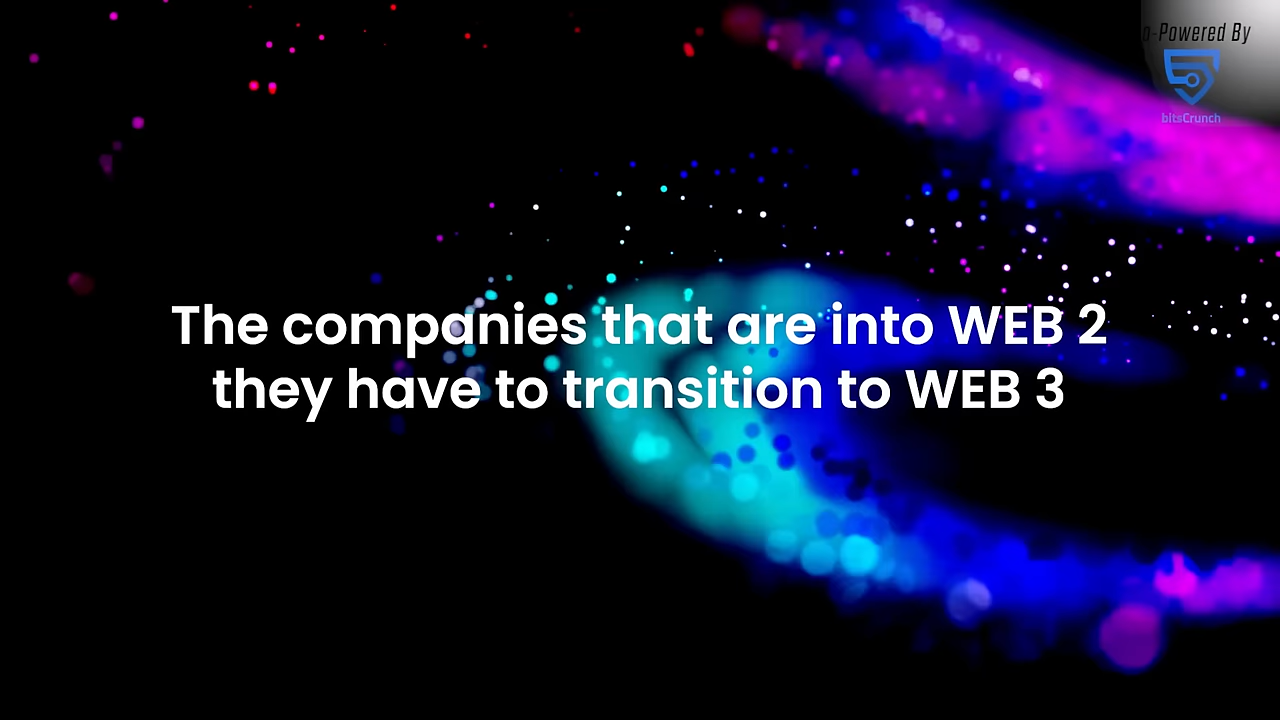 -Powered By
bitsCrunch
The companies that are into WEB 2
they have to transition to WEB 3